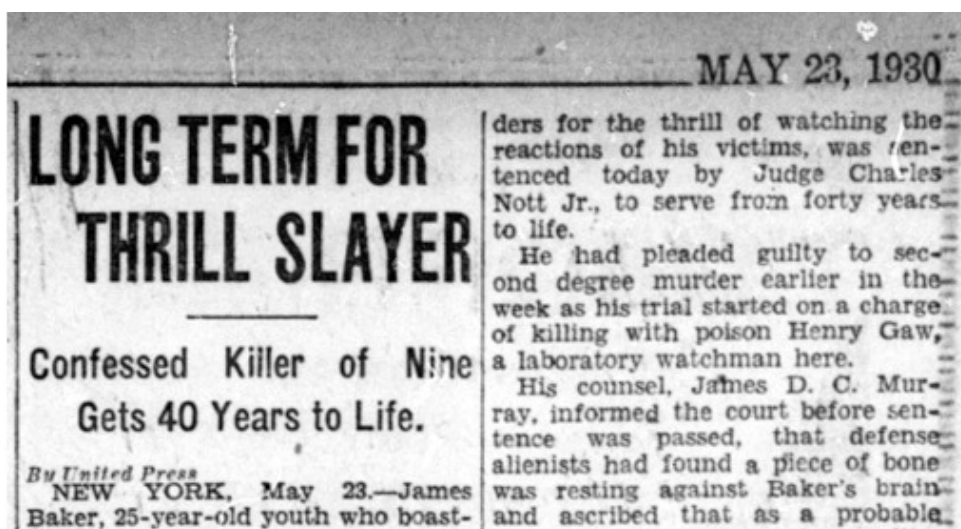 MAY 23, 1930
LONG TERM FOR
THRILL SLAYER
Confessed Killer of Nine
Gets 40 Years to Life.
By United Press
NEW YORK, May 23.—James
Baker, 25-year-old youth who boast-
ders for the thrill of watching the
reactions of his victims, was sen-
tenced today by Judge Charles
Nott Jr., to serve from forty years
to life.
He had pleaded guilty to sec-
ond degree murder earlier in the
week as his trial started on a charge
of killing with poison Henry Gaw,
a laboratory watchman here.
His counsel, James D. C. Mur-
ray, informed the court before sen-
tence was passed, that defense
alienists had found a piece of bone
was resting against Baker's brain
and ascribed that as a probable